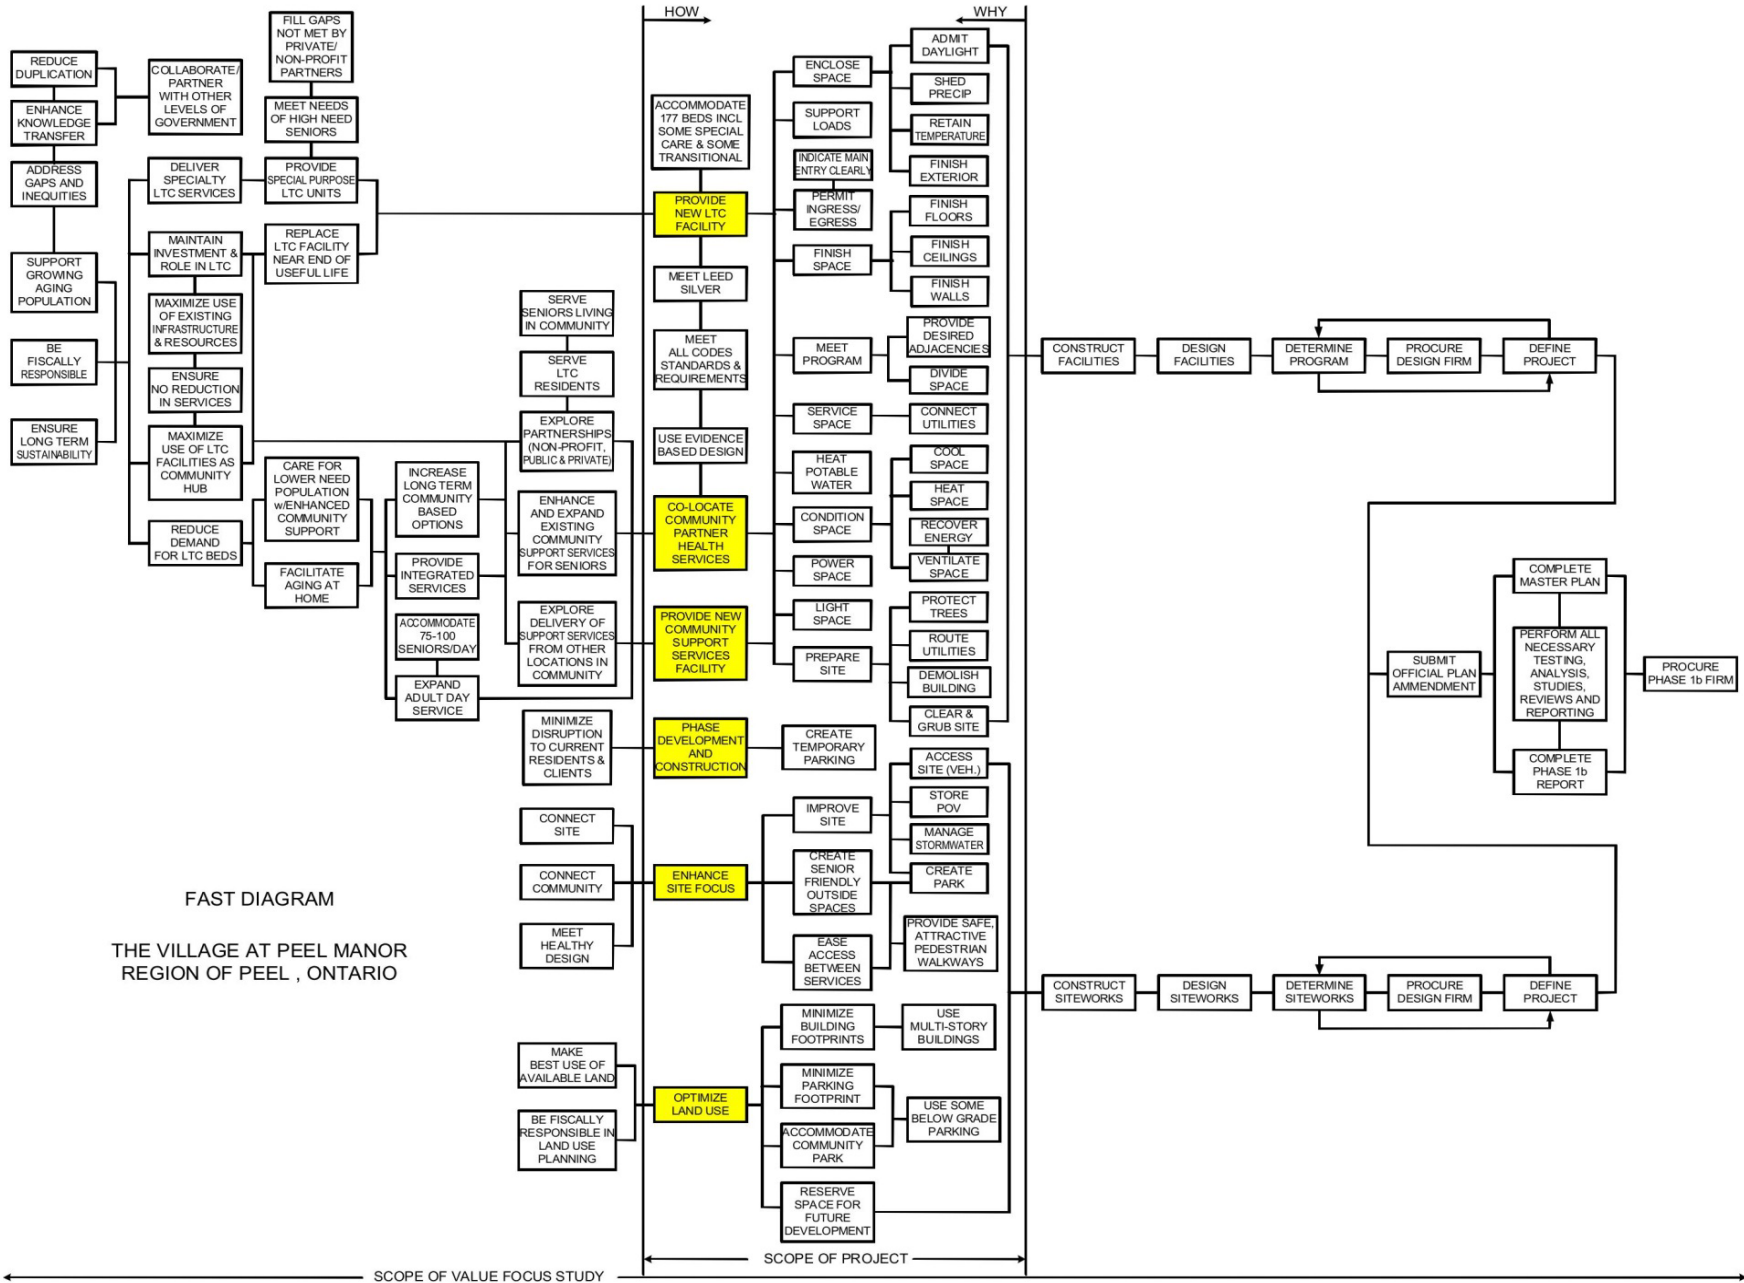 HOW
WHY
REDUCE
DUPLICATION
ENHANCE
KNOWLEDGE
TRANSFER
ADDRESS
GAPS AND
INEQUITIES
SUPPORT
GROWING
AGING
POPULATION
BE
FISCALLY
RESPONSIBLE
ENSURE
LONG TERM
SUSTAINABILITY
COLLABORATE/
PARTNER
WITH OTHER
LEVELS OF
GOVERNMENT
DELIVER
SPECIALTY
LTC SERVICES
MAINTAIN
INVESTMENT &
ROLE IN LTC
MAXIMIZE USE
OF EXISTING
INFRASTRUCTURE
& RESOURCES
ENSURE
NO REDUCTION
IN SERVICES
MAXIMIZE
USE OF LTC
FACILITIES AS
COMMUNITY
HUB
REDUCE
DEMAND
FOR LTC BEDS
FILL GAPS
NOT MET BY
PRIVATE/
NON-PROFIT
PARTNERS
MEET NEEDS
OF HIGH NEED
SENIORS
PROVIDE
SPECIAL PURPOSE
LTC UNITS
REPLACE
LTC FACILITY
NEAR END OF
USEFUL LIFE
CARE FOR
LOWER NEED
POPULATION
w/ENHANCED
COMMUNITY
SUPPORT
FACILITATE
AGING AT
HOME
INCREASE
LONG TERM
COMMUNITY
BASED
OPTIONS
PROVIDE
INTEGRATED
SERVICES
ACCOMMODATE
75-100
SENIORS/DAY
EXPAND
ADULT DAY
SERVICE
SERVE
SENIORS LIVING
IN COMMUNITY
SERVE
LTC
RESIDENTS
EXPLORE
PARTNERSHIPS
(NON-PROFIT,
PUBLIC & PRIVATE)
ENHANCE
AND EXPAND
EXISTING
COMMUNITY
SUPPORT SERVICES
FOR SENIORS
EXPLORE
DELIVERY OF
SUPPORT SERVICES
FROM OTHER
LOCATIONS IN
COMMUNITY
MINIMIZE
DISRUPTION
TO CURRENT
RESIDENTS &
CLIENTS
CONNECT
SITE
CONNECT
COMMUNITY
MEET
HEALTHY
DESIGN
MAKE
BEST USE OF
AVAILABLE LAND
BE FISCALLY
RESPONSIBLE IN
LAND USE
PLANNING
ACCOMMODATE
177 BEDS INCL
SOME SPECIAL
CARE & SOME
TRANSITIONAL
PROVIDE
NEW LTC
FACILITY
MEET LEED
SILVER
MEET
ALL CODES
STANDARDS &
REQUIREMENTS
USE EVIDENCE
BASED DESIGN
CO-LOCATE
COMMUNITY
PARTNER
HEALTH
SERVICES
PROVIDE NEW
COMMUNITY
SUPPORT
SERVICES
FACILITY
PHASE
DEVELOPMENT
AND
CONSTRUCTION
ENHANCE
SITE FOCUS
OPTIMIZE
LAND USE
ENCLOSE
SPACE
SUPPORT
LOADS
INDICATE MAIN
ENTRY CLEARLY
PERMIT
INGRESS/
EGRESS
FINISH
SPACE
MEET
PROGRAM
SERVICE
SPACE
HEAT
POTABLE
WATER
CONDITION
SPACE
POWER
SPACE
LIGHT
SPACE
PREPARE
SITE
CREATE
TEMPORARY
PARKING
IMPROVE
SITE
CREATE
SENIOR
FRIENDLY
OUTSIDE
SPACES
EASE
ACCESS
BETWEEN
SERVICES
MINIMIZE
BUILDING
FOOTPRINTS
MINIMIZE
PARKING
FOOTPRINT
ACCOMMODATE
COMMUNITY
PARK
RESERVE
SPACE FOR
FUTURE
DEVELOPMENT
ADMIT
DAYLIGHT
SHED
PRECIP
RETAIN
TEMPERATURE
FINISH
EXTERIOR
FINISH
FLOORS
FINISH
CEILINGS
FINISH
WALLS
PROVIDE
DESIRED
ADJACENCIES
DIVIDE
SPACE
CONNECT
UTILITIES
COOL
SPACE
HEAT
SPACE
RECOVER
ENERGY
VENTILATE
SPACE
PROTECT
TREES
ROUTE
UTILITIES
DEMOLISH
BUILDING
CLEAR &
GRUB SITE
ACCESS
SITE (VEH.)
STORE
POV
MANAGE
STORMWATER
CREATE
PARK
PROVIDE SAFE,
ATTRACTIVE
PEDESTRIAN
WALKWAYS
USE
MULTI-STORY
BUILDINGS
USE SOME
BELOW GRADE
PARKING
CONSTRUCT
FACILITIES
DESIGN
FACILITIES
DETERMINE
PROGRAM
PROCURE
DESIGN FIRM
DEFINE
PROJECT
SUBMIT
OFFICIAL PLAN
AMMENDMENT
COMPLETE
MASTER PLAN
PERFORM ALL
NECESSARY
TESTING,
ANALYSIS,
STUDIES,
REVIEWS AND
REPORTING
COMPLETE
PHASE 1b
REPORT
PROCURE
PHASE 1b FIRM
CONSTRUCT
SITEWORKS
DESIGN
SITEWORKS
DETERMINE
SITEWORKS
PROCURE
DESIGN FIRM
DEFINE
PROJECT
FAST DIAGRAM
THE VILLAGE AT PEEL MANOR
REGION OF PEEL , ONTARIO
SCOPE OF PROJECT
SCOPE OF VALUE FOCUS STUDY